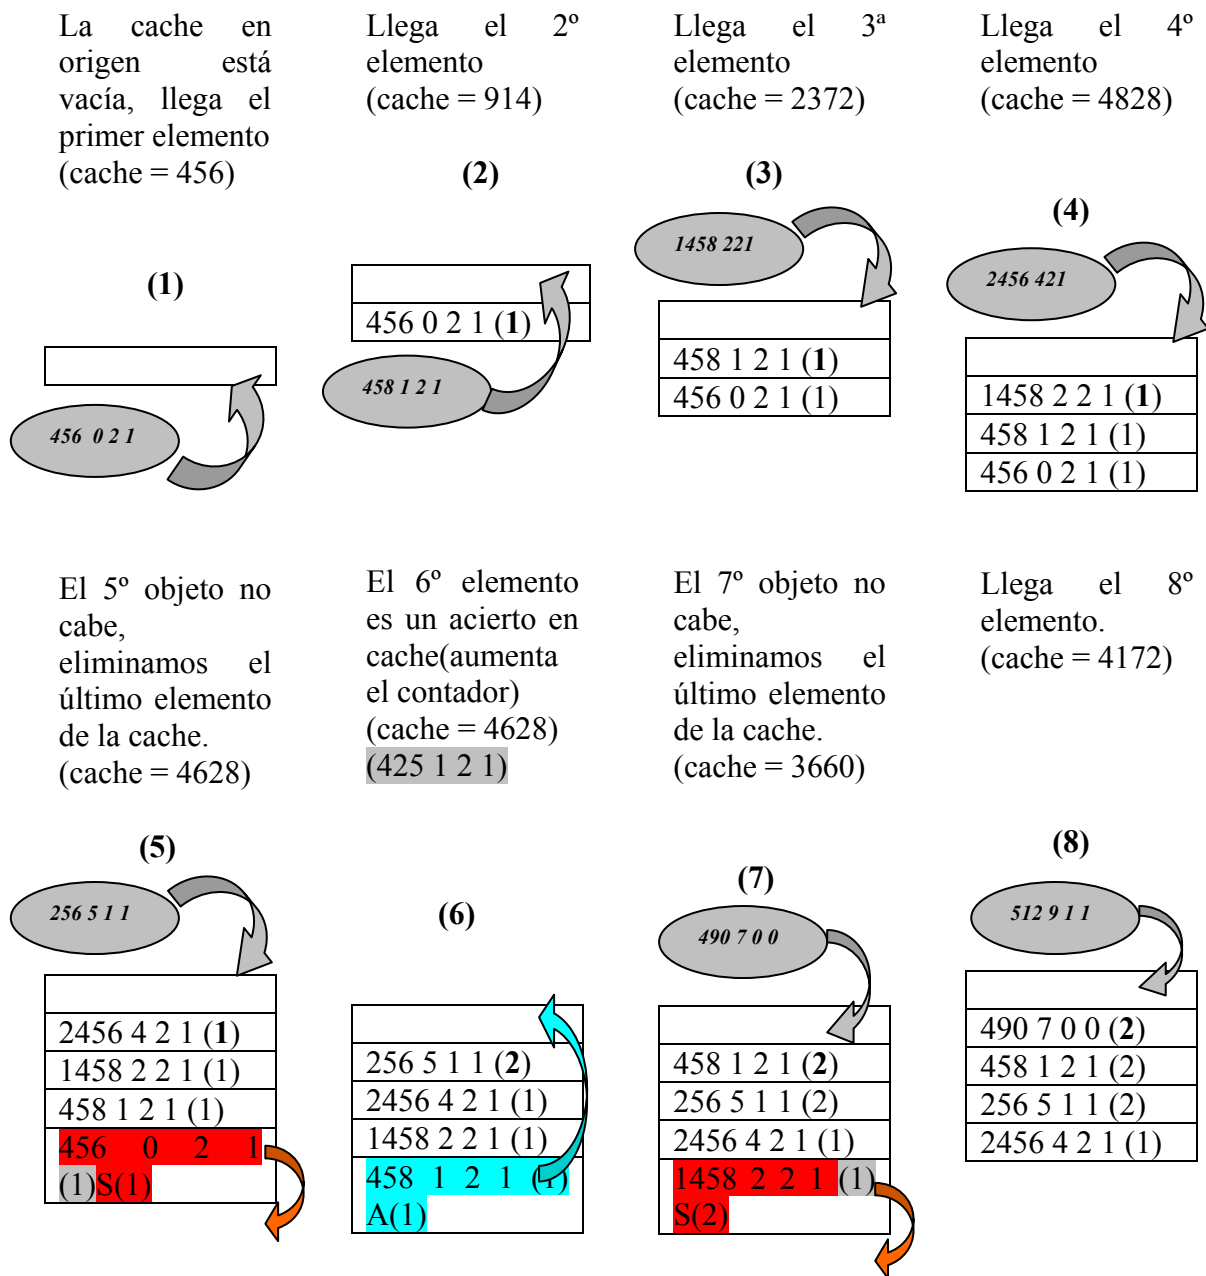 La cache en
origen está
vacía, llega el
primer elemento
(cache = 456)
Llega el 2º
elemento
(cache = 914)
Llega el 3ª
elemento
(cache = 2372)
Llega el 4º
elemento
(cache = 4828)
(1)
456 0 2 1
(2)
456 0 2 1 (1)
458 1 2 1
(3)
1458 221
458 1 2 1 (1)
456 0 2 1 (1)
(4)
2456 421
1458 2 2 1 (1)
458 1 2 1 (1)
456 0 2 1 (1)
El 5º objeto no
cabe,
eliminamos el
último elemento
de la cache.
(cache = 4628)
El 6º elemento
es un acierto en
cache(aumenta
el contador)
(cache = 4628)
(425 1 2 1)
El 7º objeto no
cabe,
eliminamos el
último elemento
de la cache.
(cache = 3660)
Llega el 8º
elemento.
(cache = 4172)
(5)
256 5 1 1
2456 4 2 1 (1)
1458 2 2 1 (1)
458 1 2 1 (1)
456 0 2 1
(1)S(1)
(6)
256 5 1 1 (2)
2456 4 2 1 (1)
1458 2 2 1 (1)
458 1 2 1 (1)
A(1)
(7)
490 7 0 0
458 1 2 1 (2)
256 5 1 1 (2)
2456 4 2 1 (1)
1458 2 2 1 (1)
S(2)
(8)
512 9 1 1
490 7 0 0 (2)
458 1 2 1 (2)
256 5 1 1 (2)
2456 4 2 1 (1)